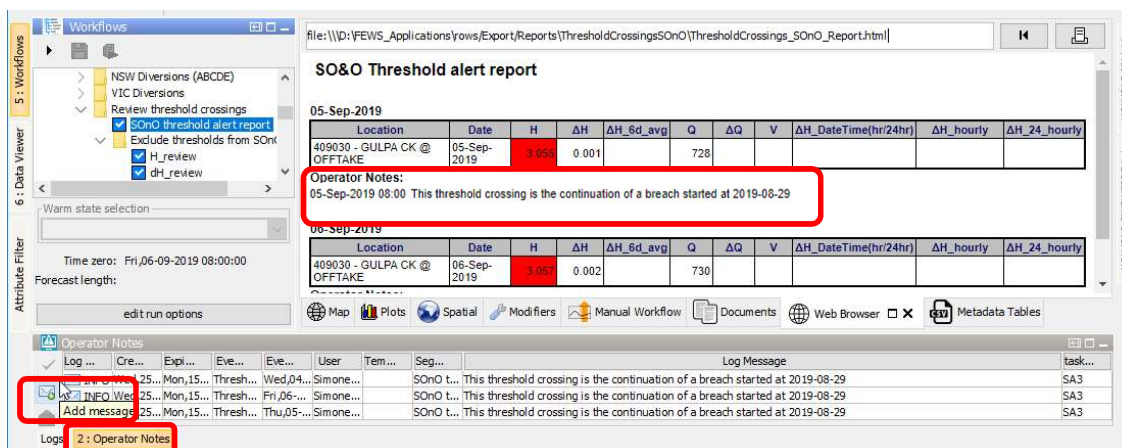 Workflows
5 : Workflows
6 : Data Viewer
Attribute Filter
NSW Diversions (ABCDE)
VIC Diversions
Review threshold crossings
SOnO threshold alert report
Exclude thresholds from SOn
H_review
dH_review
Warm state selection
Time zero: Fri,06-09-2019 08:00:00
Forecast length:
edit run options
file:\\\D:\FEWS_Applications\rows/Export/Reports\ThresholdCrossingsSOnO\ThresholdCrossings_SOnO_Report.html
SO&O Threshold alert report
05-Sep-2019
Location Date H ΔH ΔH_6d_avg Q ΔQ V ΔH_DateTime(hr/24hr) ΔH_hourly ΔH_24_hourly
409030 - GULPA CK @ OFFTAKE 05-Sep-2019 3.055 0.001 728
Operator Notes:
05-Sep-2019 08:00 This threshold crossing is the continuation of a breach started at 2019-08-29
06-Sep-2019
Location Date H ΔH ΔH_6d_avg Q ΔQ V ΔH_DateTime(hr/24hr) ΔH_hourly ΔH_24_hourly
409030 - GULPA CK @ OFFTAKE 06-Sep-2019 3.057 0.002 730
Map Plots Spatial Modifiers Manual Workflow Documents Web Browser CSV Metadata Tables
Operator Notes
Log ... Cre... Expi... Eve... Eve... User Tem... Seg... Log Message task...
INFO Wed,25... Mon,15... Thresh... Wed,04... Simone... SOnO t... This threshold crossing is the continuation of a breach started at 2019-08-29 SA3
INFO Wed,25... Mon,15... Thresh... Fri,06-... Simone... SOnO t... This threshold crossing is the continuation of a breach started at 2019-08-29 SA3
Add message 25... Mon,15... Thresh... Thu,05-... Simone... SOnO t... This threshold crossing is the continuation of a breach started at 2019-08-29 SA3
Logs 2 : Operator Notes